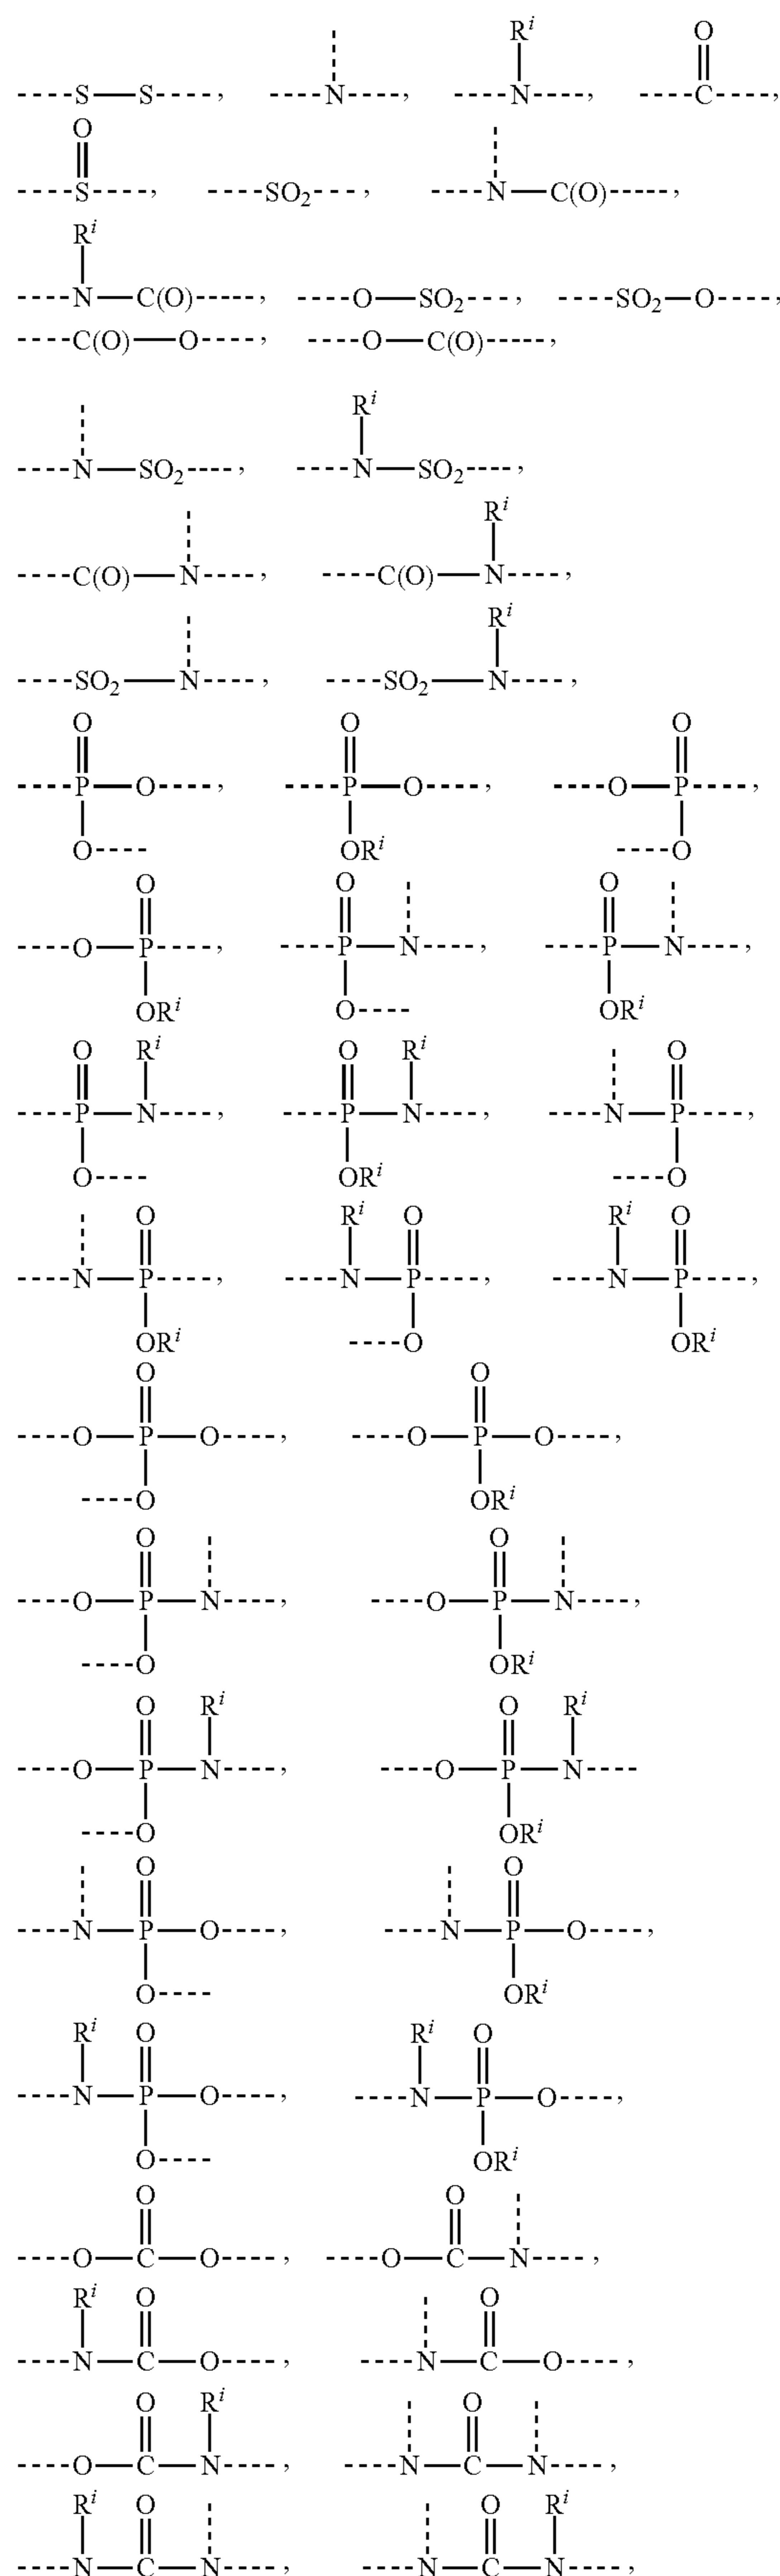 S—S, N, Rⁱ N, O C,
O S, SO₂, N—C(O),
Rⁱ N—C(O), O—SO₂, SO₂—O,
C(O)—O, O—C(O),
N—SO₂, Rⁱ N—SO₂,
C(O)—N, C(O)—N Rⁱ,
SO₂—N, SO₂—N Rⁱ,
O O O
P—O, P—O, O—P,
O ORⁱ O
O O O
O—P, P—N, P—N,
ORⁱ O ORⁱ
O Rⁱ O Rⁱ O
P—N, P—N, N—P,
O ORⁱ O
O Rⁱ O Rⁱ O
N—P, N—P, N—P,
ORⁱ O ORⁱ
O O
O—P—O, O—P—O,
O ORⁱ
O O
O—P—N, O—P—N,
O ORⁱ
O Rⁱ O Rⁱ
O—P—N, O—P—N
O ORⁱ
O O
N—P—O, N—P—O,
O ORⁱ
Rⁱ O Rⁱ O
N—P—O, N—P—O,
O ORⁱ
O O
O—C—O, O—C—N,
Rⁱ O O
N—C—O, N—C—O,
O Rⁱ O
O—C—N, N—C—N,
Rⁱ O O Rⁱ
N—C—N, N—C—N,